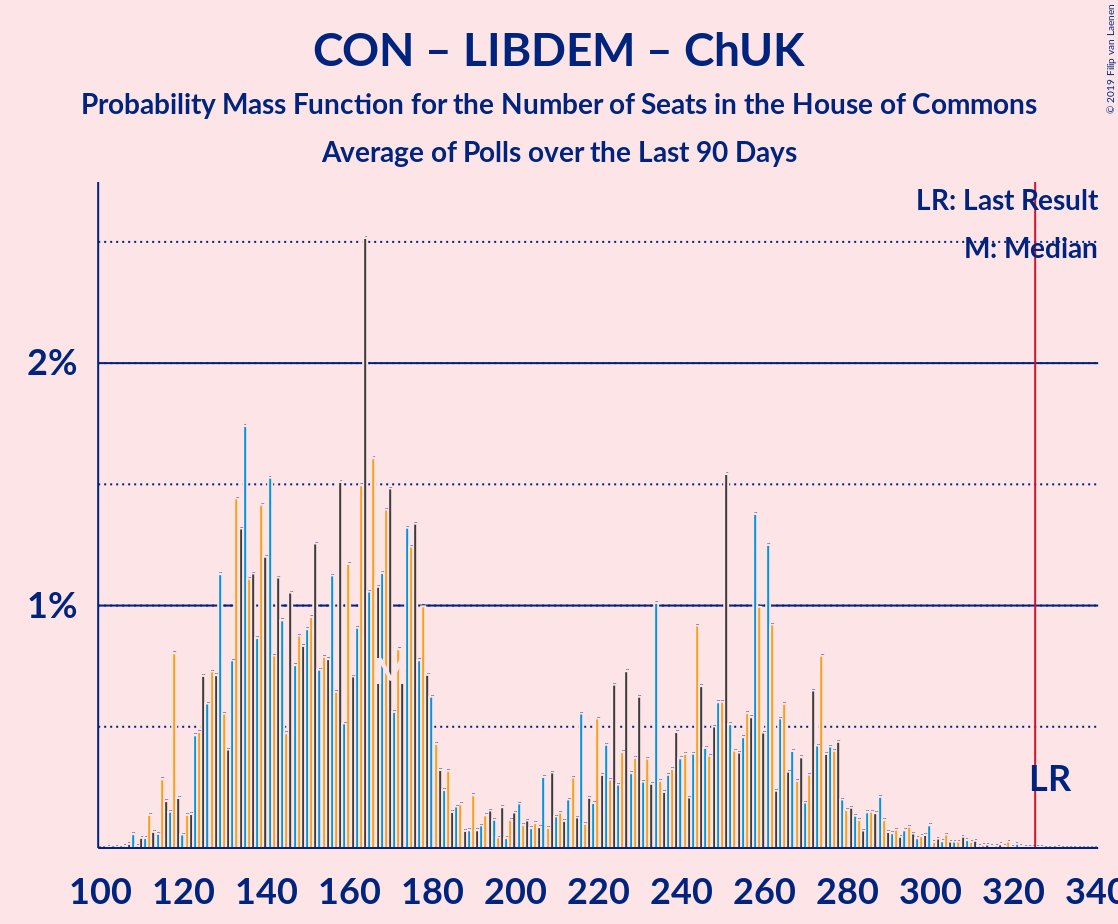 CON – LIBDEM – ChUK
Probability Mass Function for the Number of Seats in the House of Commons
Average of Polls over the Last 90 Days
© 2019 Filip van Laenen
LR: Last Result
M: Median
2%
1%
M
LR
100 120 140 160 180 200 220 240 260 280 300 320 340